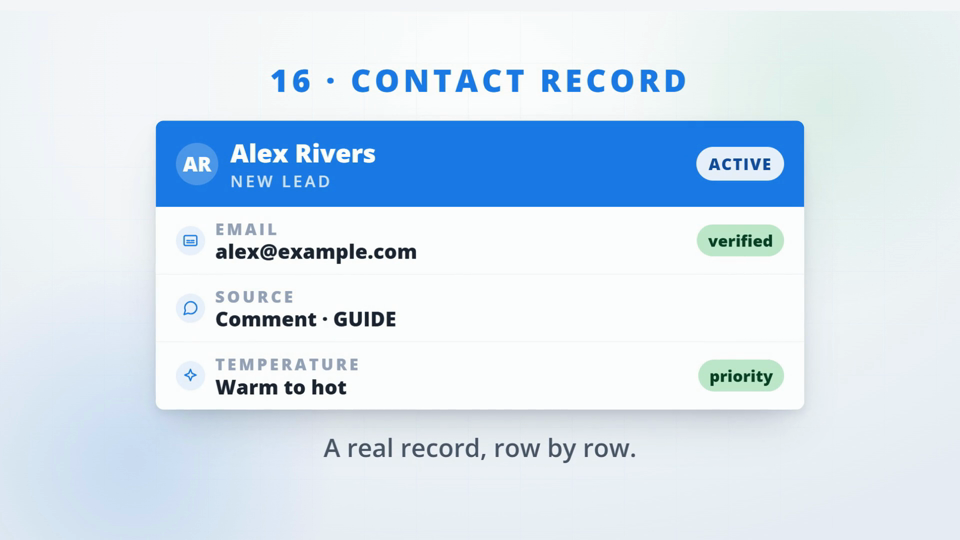 16 · CONTACT RECORD
AR
Alex Rivers
NEW LEAD
ACTIVE
EMAIL
alex@example.com
verified
SOURCE
Comment · GUIDE
TEMPERATURE
Warm to hot
priority
A real record, row by row.